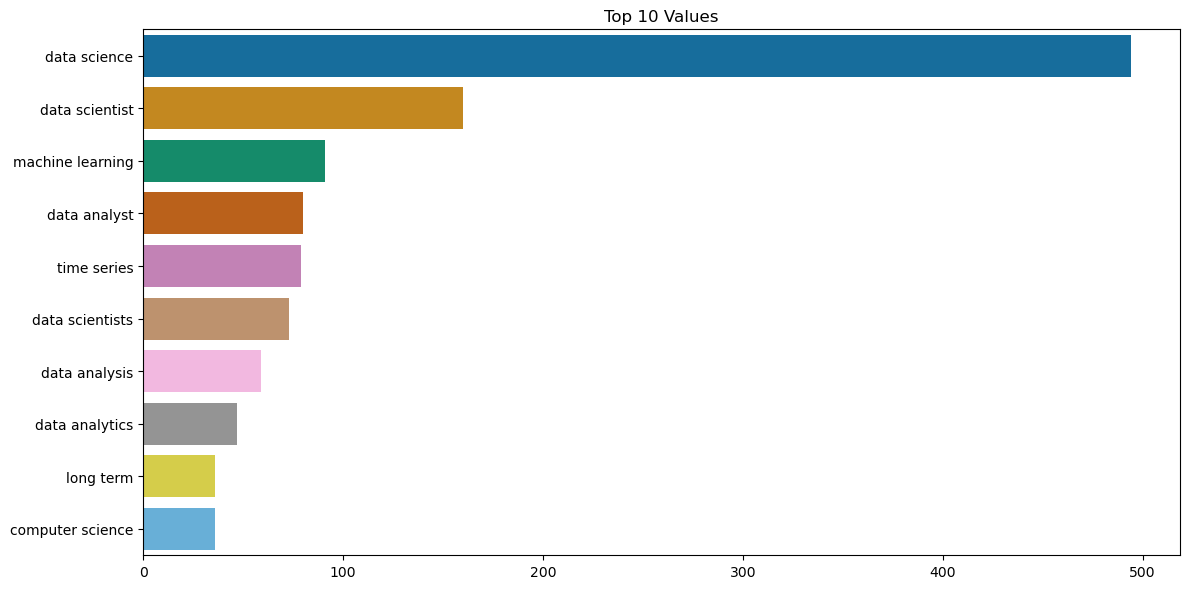 Top 10 Values
data science
data scientist
machine learning
data analyst
time series
data scientists
data analysis
data analytics
long term
computer science
0 100 200 300 400 500